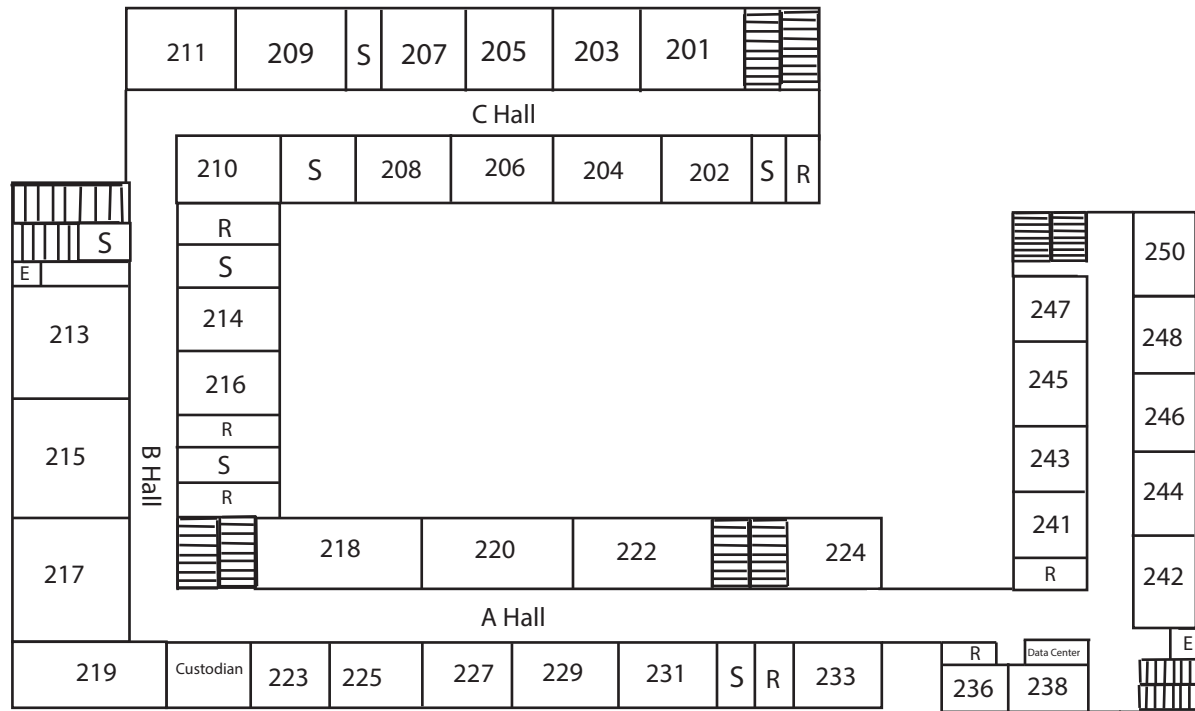 211 209 S 207 205 203 201
C Hall
210 S 208 206 204 202 S R
R
S
S
E
213
214
216
R
215
B Hall
S
R
218 220 222 224
217
A Hall
219 Custodian 223 225 227 229 231 S R 233
250
247
248
245
246
243
244
241
242
R
E
R Data Center
236 238